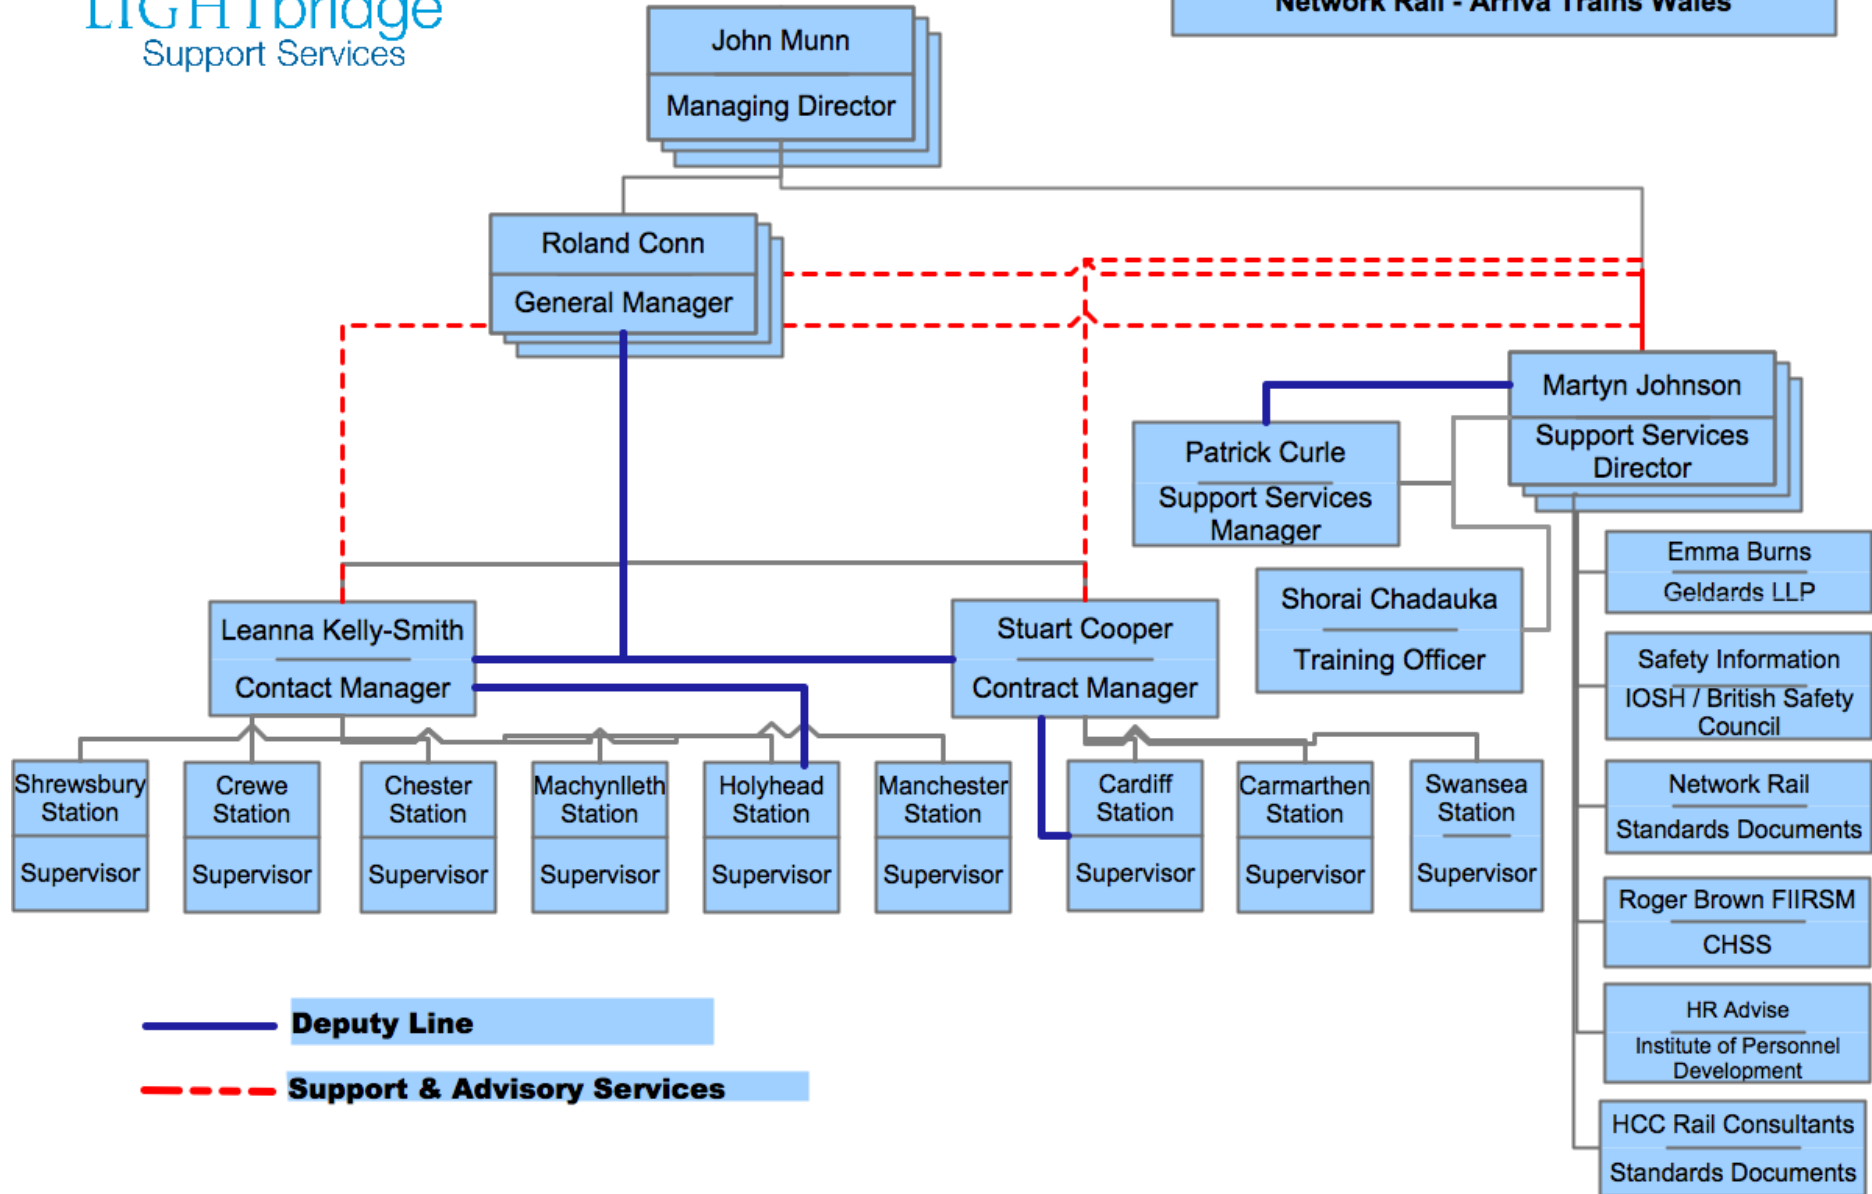 LIGHTbridge
Support Services
Network Rail - Arriva Trains Wales
John Munn
Managing Director
Roland Conn
General Manager
Martyn Johnson
Support Services
Director
Patrick Curle
Support Services
Manager
Shorai Chadauka
Training Officer
Emma Burns
Geldards LLP
Safety Information
IOSH / British Safety
Council
Network Rail
Standards Documents
Roger Brown FIIRSM
CHSS
HR Advise
Institute of Personnel
Development
HCC Rail Consultants
Standards Documents
Leanna Kelly-Smith
Contact Manager
Stuart Cooper
Contract Manager
Shrewsbury
Station
Supervisor
Crewe
Station
Supervisor
Chester
Station
Supervisor
Machynlleth
Station
Supervisor
Holyhead
Station
Supervisor
Manchester
Station
Supervisor
Cardiff
Station
Supervisor
Carmarthen
Station
Supervisor
Swansea
Station
Supervisor
Deputy Line
Support & Advisory Services